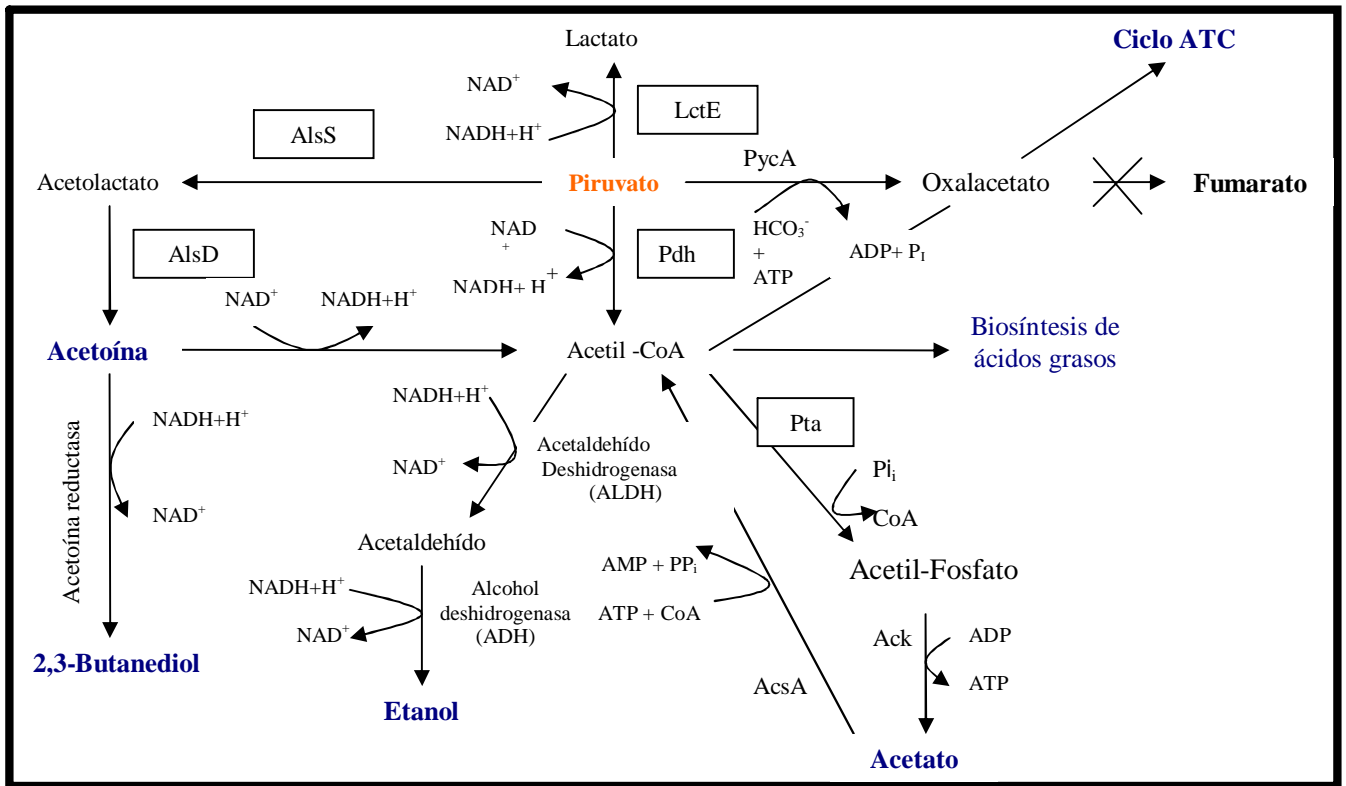 Lactato
Ciclo ATC
NAD⁺
LctE
AlsS
NADH+H⁺
PycA
Acetolactato
Piruvato
Oxalacetato
Fumarato
AlsD
NAD
+
Pdh
HCO₃⁻
+
ATP
ADP+ P_I
NADH+ H⁺
NAD⁺
NADH+H⁺
Acetoína
Acetil -CoA
Biosíntesis de
ácidos grasos
NADH+H⁺
NADH+H⁺
Pta
Acetoína reductasa
NAD⁺
Acetaldehído
Deshidrogenasa
(ALDH)
Piᵢ
NAD⁺
CoA
Acetaldehído
AMP + PPᵢ
Acetil-Fosfato
NADH+H⁺
Alcohol
deshidrogenasa
(ADH)
ATP + CoA
NAD⁺
Ack
ADP
ATP
2,3-Butanediol
AcsA
Etanol
Acetato